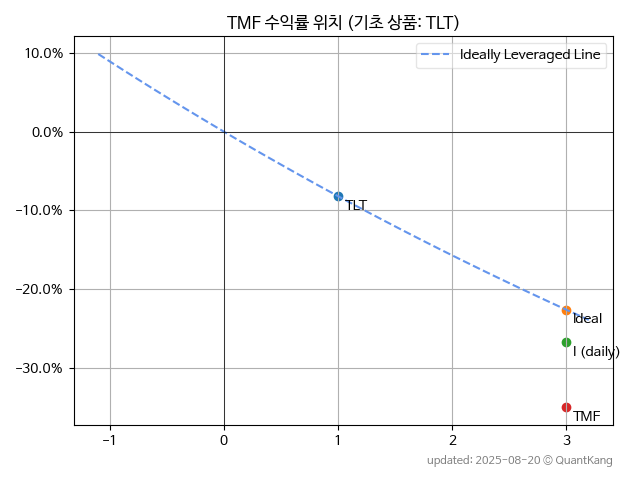 TMF 수익률 위치 (기초 상품: TLT)
10.0%
Ideally Leveraged Line
0.0%
TLT
−10.0%
−20.0%
Ideal
I (daily)
−30.0%
TMF
−1
0
1
2
3
updated: 2025-08-20 © QuantKang